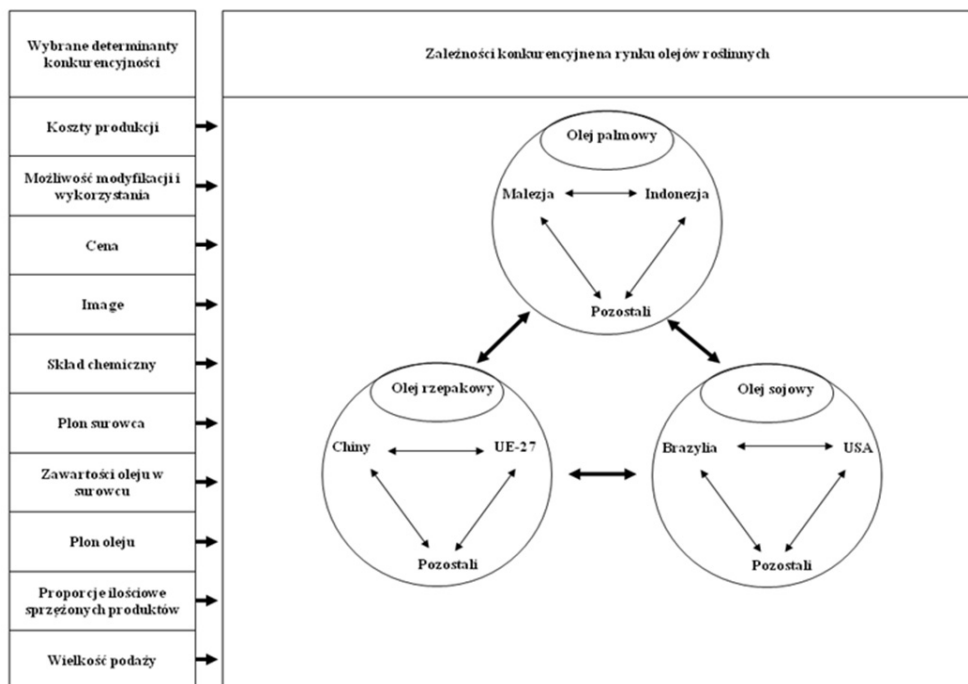 Wybrane determinanty
konkurencyjności
Zależności konkurencyjne na rynku olejów roślinnych
Koszty produkcji
Możliwość modyfikacji i
wykorzystania
Cena
Image
Skład chemiczny
Plon surowca
Zawartości oleju w
surowcu
Plon oleju
Proporcje ilościowe
sprzężonych produktów
Wielkość podaży
Olej palmowy
Malezja
Indonezja
Pozostali
Olej rzepakowy
Chiny
UE-27
Pozostali
Olej sojowy
Brazylia
USA
Pozostali